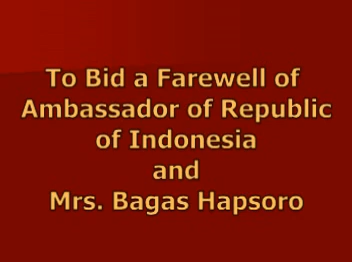 To Bid a Farewell of
Ambassador of Republic
of Indonesia
and
Mrs. Bagas Hapsoro